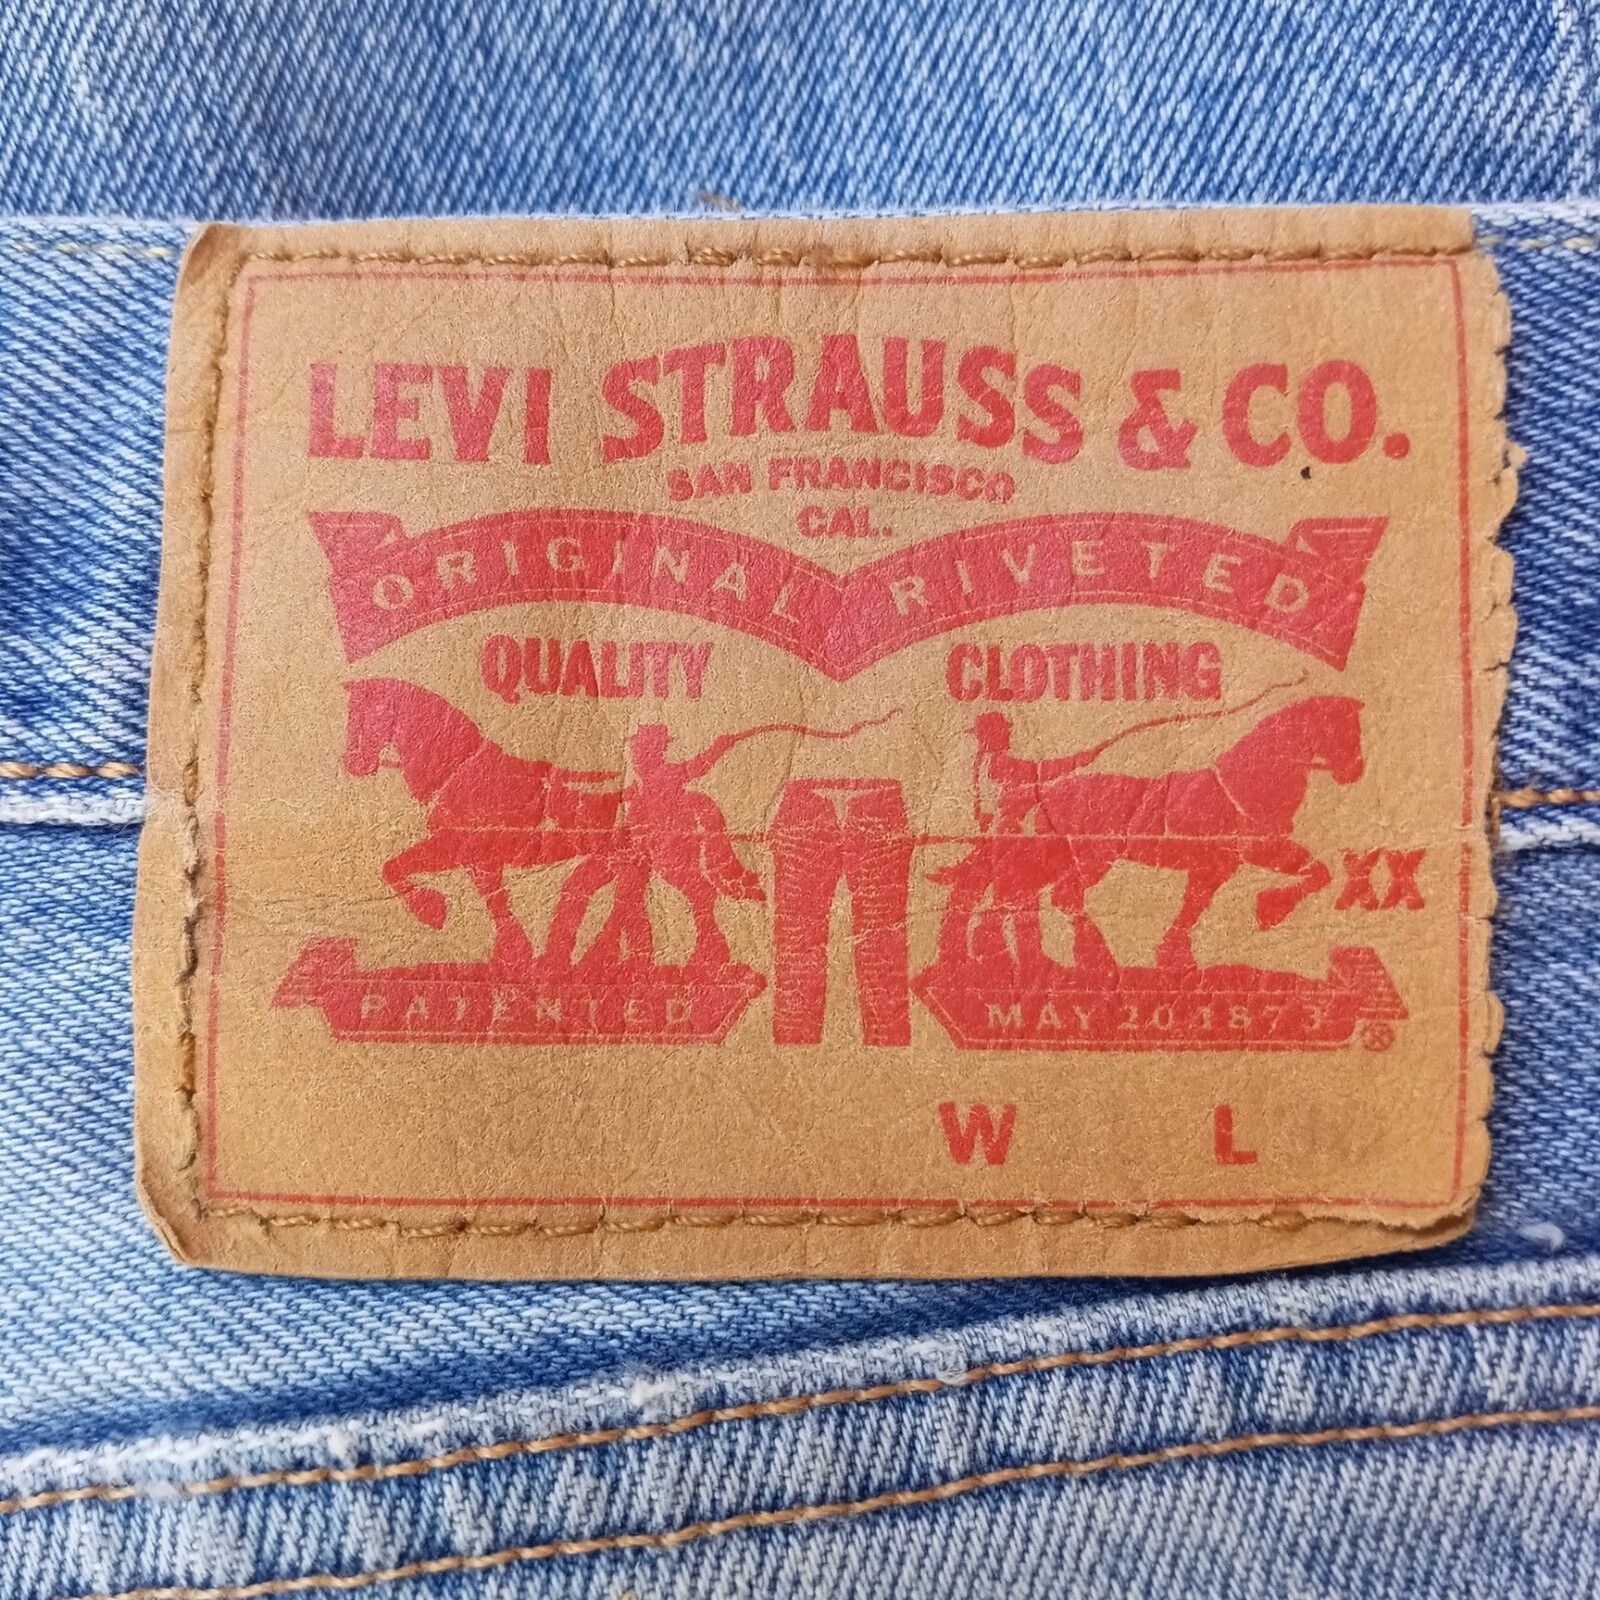 LEVI STRAUSS & CO.
SAN FRANCISCO
CAL.
ORIGINAL RIVETED
QUALITY CLOTHING
XX
PATENTED MAY 20 1873
®
W L